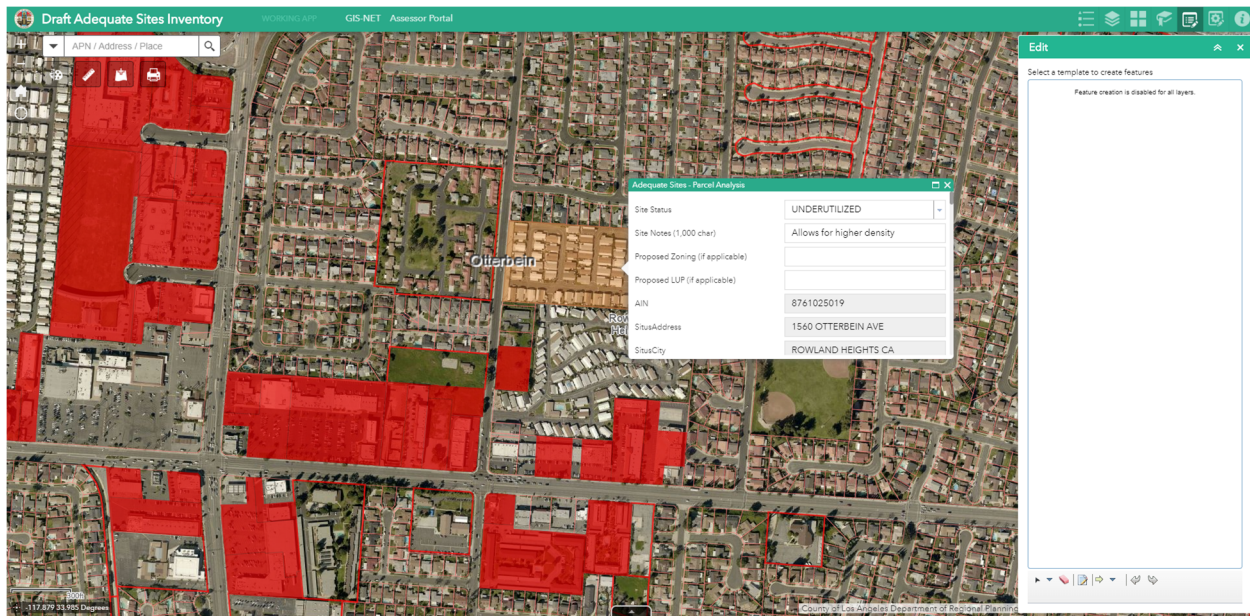 Draft Adequate Sites Inventory
WORKING APP
GIS-NET
Assessor Portal
APN / Address / Place
Edit
Select a template to create features
Feature creation is disabled for all layers.
Adequate Sites - Parcel Analysis
Site Status
UNDERUTILIZED
Site Notes (1,000 char)
Allows for higher density
Proposed Zoning (if applicable)
Proposed LUP (if applicable)
AIN
8761025019
SitusAddress
1560 OTTERBEIN AVE
SitusCity
ROWLAND HEIGHTS CA
Otterbein
300ft
-117.879 33.985 Degrees
County of Los Angeles Department of Regional Planning